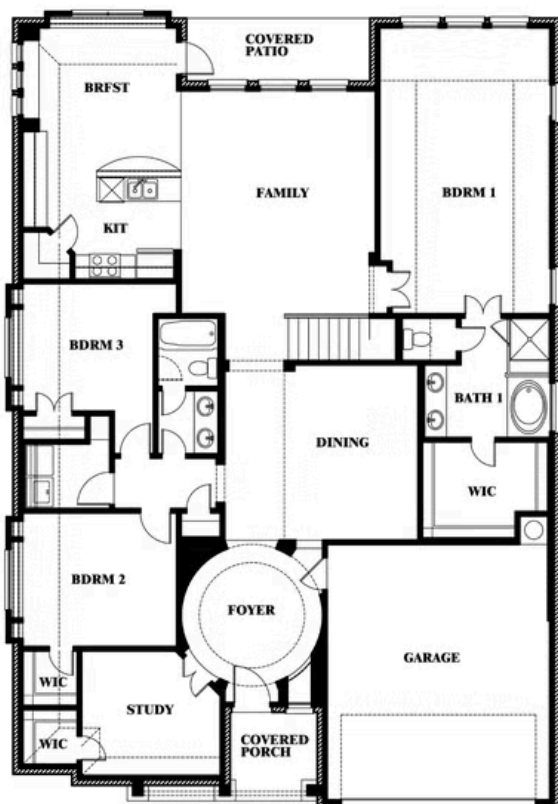 COVERED
PATIO
BRFST
FAMILY
BDRM 1
KIT
BDRM 3
BATH 1
DINING
WIC
BDRM 2
FOYER
GARAGE
WIC
STUDY
WIC
COVERED
PORCH